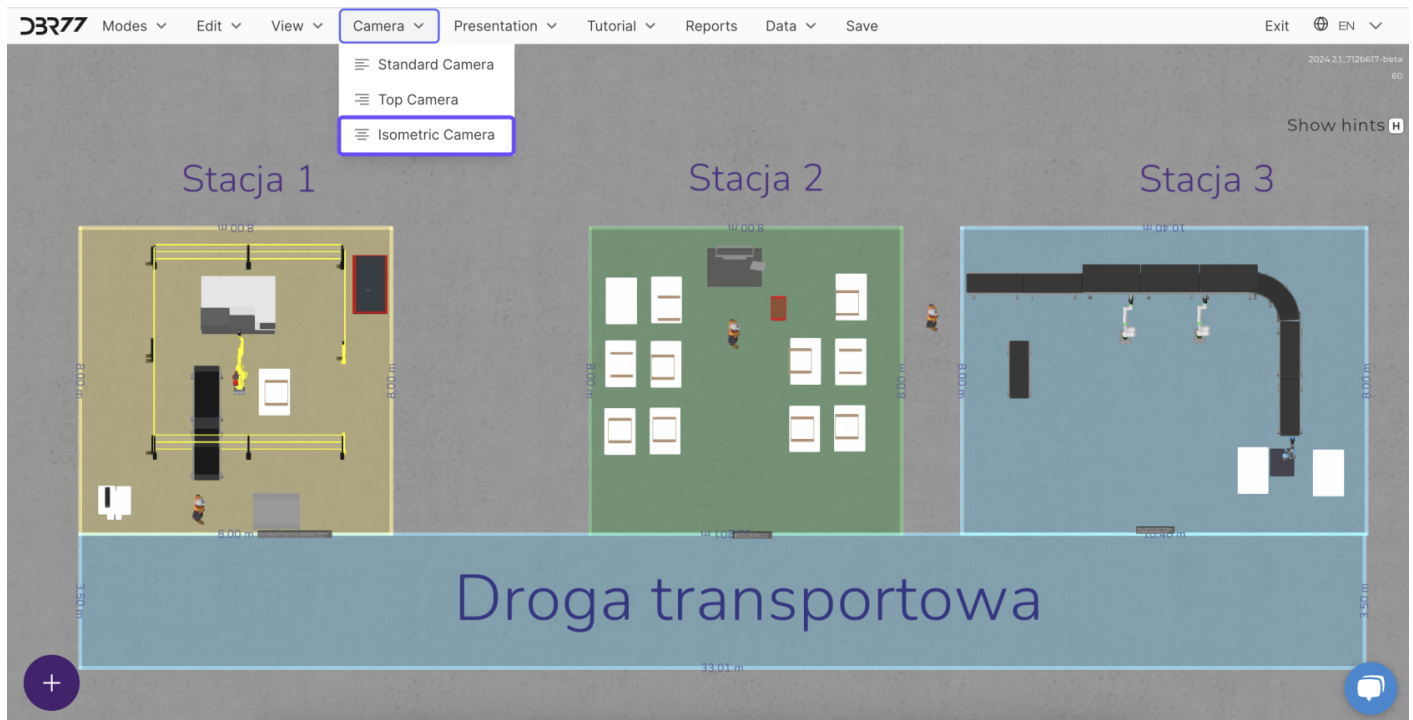 DBR77 Modes Edit View Camera Presentation Tutorial Reports Data Save Exit EN
Standard Camera
Top Camera
Isometric Camera
2024.2.1_712b617-beta
60
Show hints H
Stacja 1 Stacja 2 Stacja 3
8.00 m 8.00 m 10.40 m
8.00 m 8.00 m 8.00 m 8.00 m 8.00 m 8.00 m
8.00 m 10.40 m
Droga transportowa
3.50 m 3.50 m
33.01 m